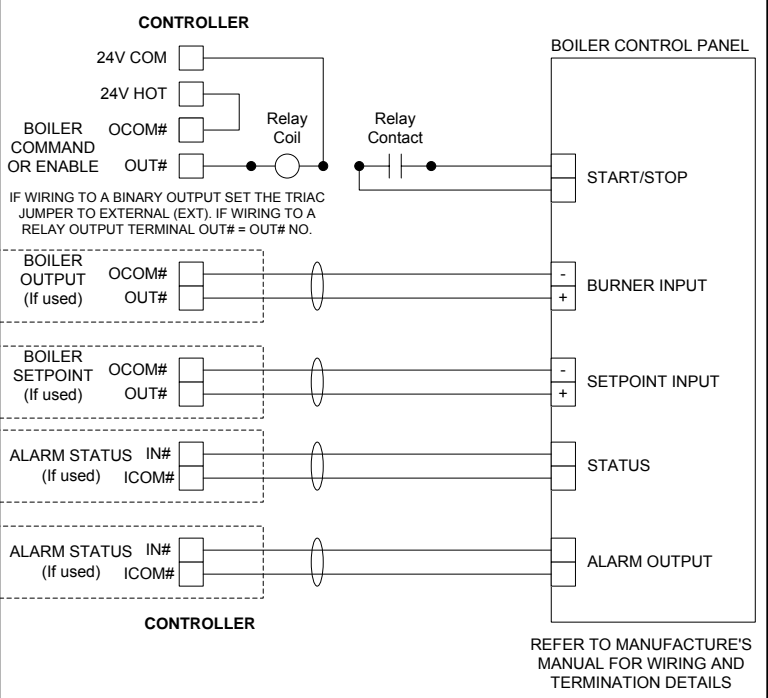 CONTROLLER
24V COM
24V HOT
BOILER
COMMAND
OR ENABLE
OCOM#
OUT#
Relay
Coil
Relay
Contact
BOILER CONTROL PANEL
START/STOP
IF WIRING TO A BINARY OUTPUT SET THE TRIAC
JUMPER TO EXTERNAL (EXT). IF WIRING TO A
RELAY OUTPUT TERMINAL OUT# = OUT# NO.
BOILER
OUTPUT
(If used)
OCOM#
OUT#
-
+
BURNER INPUT
BOILER
SETPOINT
(If used)
OCOM#
OUT#
-
+
SETPOINT INPUT
ALARM STATUS
(If used)
IN#
ICOM#
STATUS
ALARM STATUS
(If used)
IN#
ICOM#
ALARM OUTPUT
CONTROLLER
REFER TO MANUFACTURE'S
MANUAL FOR WIRING AND
TERMINATION DETAILS